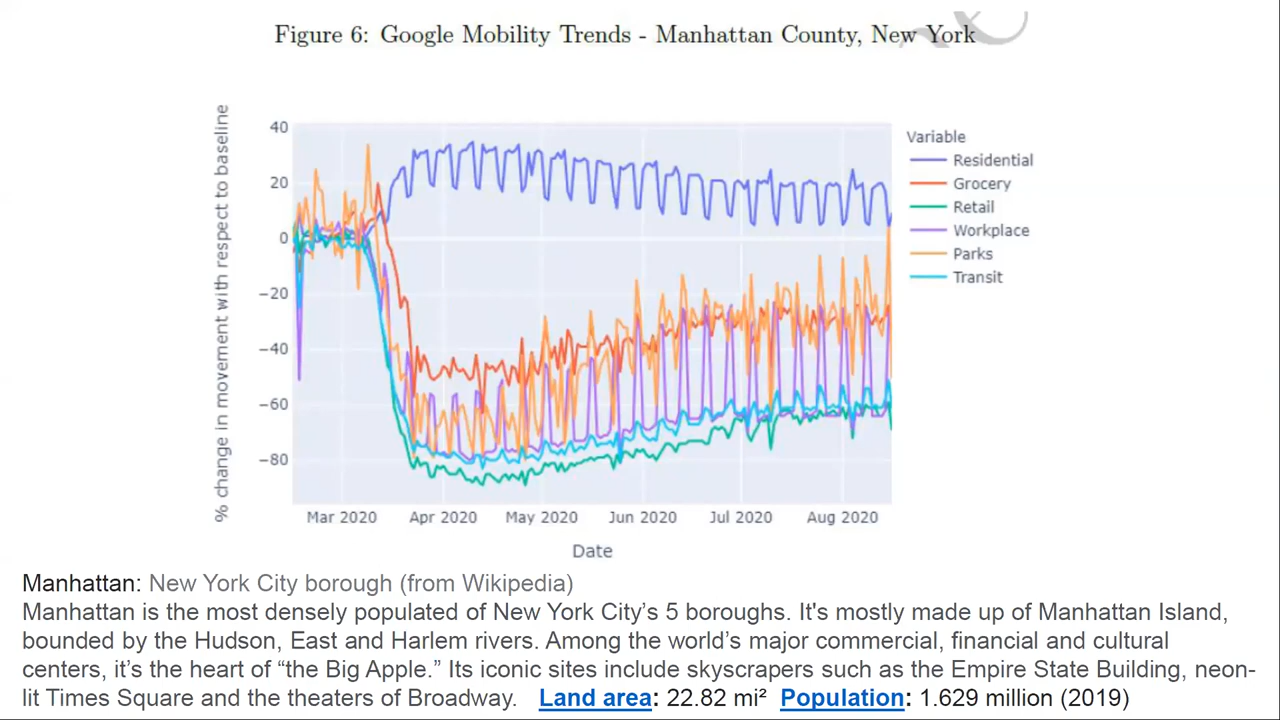 Figure 6: Google Mobility Trends - Manhattan County, New York
% change in movement with respect to baseline
40
20
0
−20
−40
−60
−80
Mar 2020
Apr 2020
May 2020
Jun 2020
Jul 2020
Aug 2020
Date
Variable
Residential
Grocery
Retail
Workplace
Parks
Transit
Manhattan: New York City borough (from Wikipedia)
Manhattan is the most densely populated of New York City’s 5 boroughs. It's mostly made up of Manhattan Island,
bounded by the Hudson, East and Harlem rivers. Among the world’s major commercial, financial and cultural
centers, it’s the heart of “the Big Apple.” Its iconic sites include skyscrapers such as the Empire State Building, neon-
lit Times Square and the theaters of Broadway. Land area: 22.82 mi² Population: 1.629 million (2019)